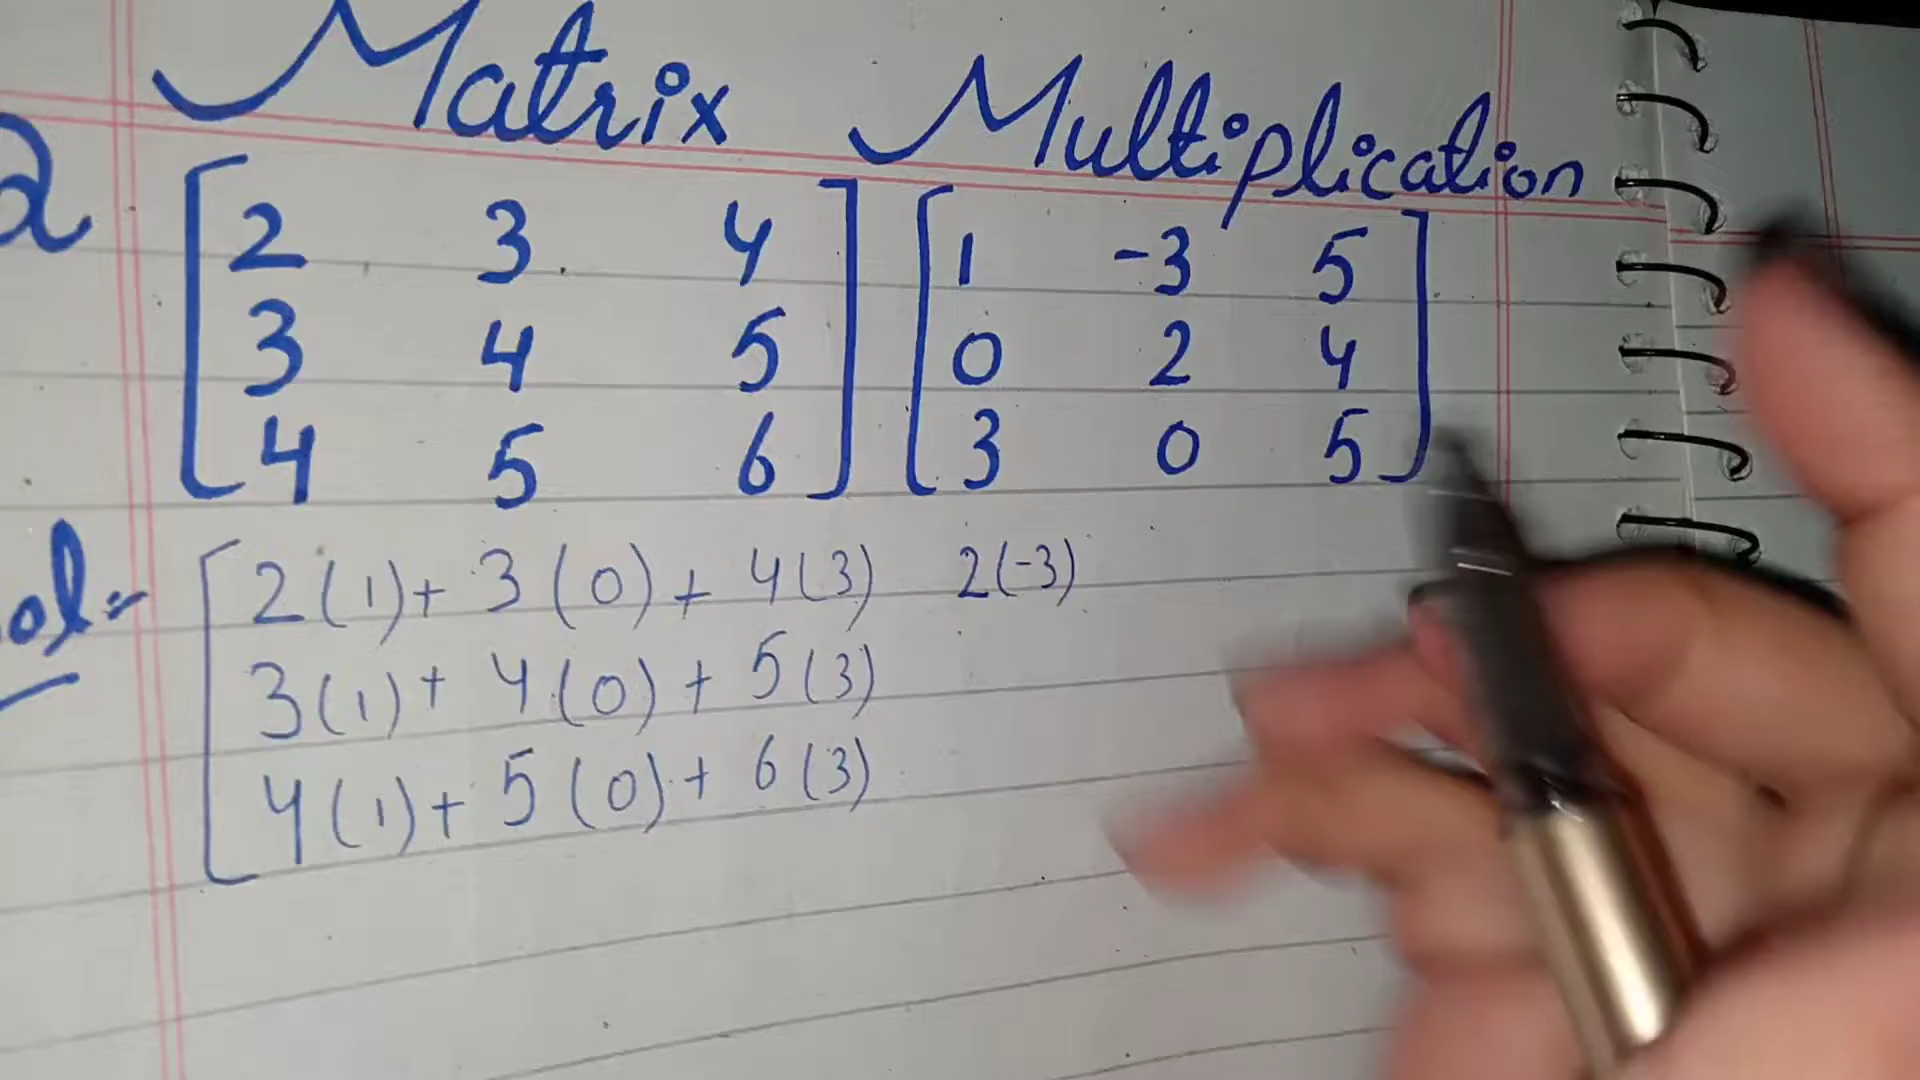 Matrix Multiplication
Q [2 3 4] [1 -3 5]
[3 4 5] [0 2 4]
[4 5 6] [3 0 5]
ol:- [2(1)+ 3(0)+ 4(3) 2(-3)
3(1)+ 4(0)+ 5(3)
4(1)+ 5(0)+ 6(3)